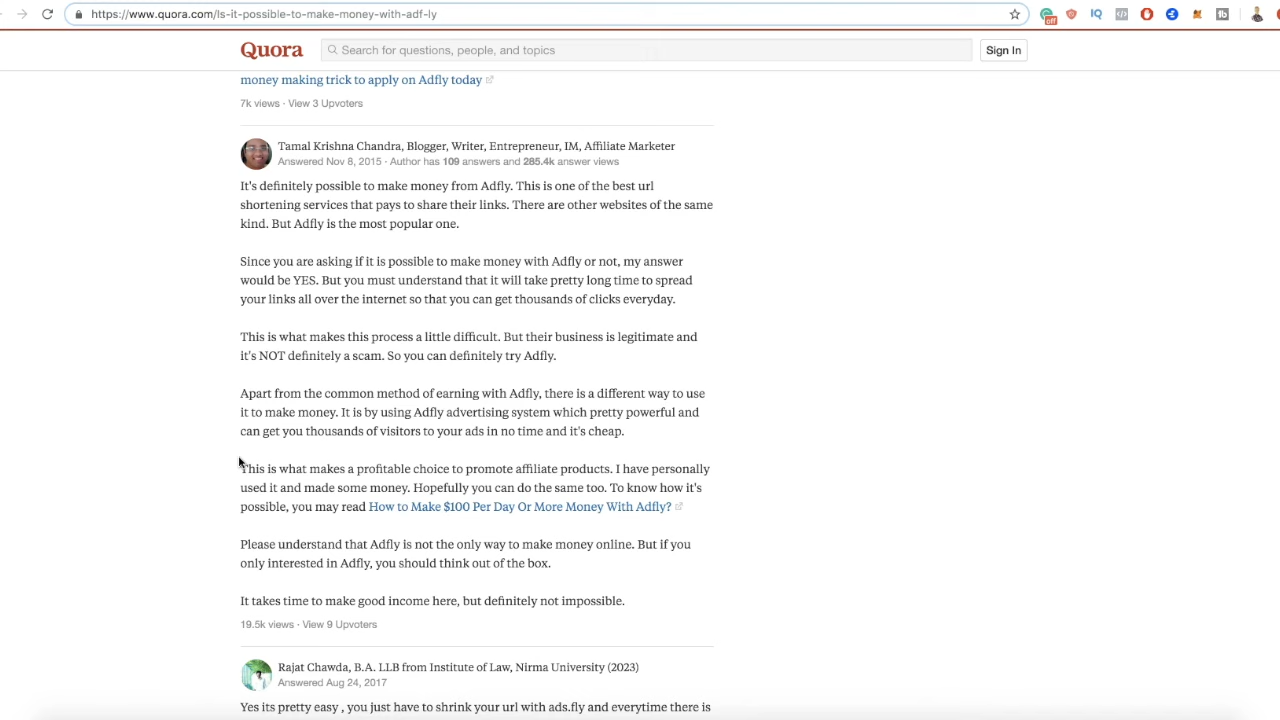 https://www.quora.com/Is-it-possible-to-make-money-with-adf-ly
off
IQ
Quora
Search for questions, people, and topics
Sign In
money making trick to apply on Adfly today
7k views · View 3 Upvoters
Tamal Krishna Chandra, Blogger, Writer, Entrepreneur, IM, Affiliate Marketer
Answered Nov 8, 2015 · Author has 109 answers and 285.4k answer views
It's definitely possible to make money from Adfly. This is one of the best url
shortening services that pays to share their links. There are other websites of the same
kind. But Adfly is the most popular one.
Since you are asking if it is possible to make money with Adfly or not, my answer
would be YES. But you must understand that it will take pretty long time to spread
your links all over the internet so that you can get thousands of clicks everyday.
This is what makes this process a little difficult. But their business is legitimate and
it's NOT definitely a scam. So you can definitely try Adfly.
Apart from the common method of earning with Adfly, there is a different way to use
it to make money. It is by using Adfly advertising system which pretty powerful and
can get you thousands of visitors to your ads in no time and it's cheap.
This is what makes a profitable choice to promote affiliate products. I have personally
used it and made some money. Hopefully you can do the same too. To know how it's
possible, you may read How to Make $100 Per Day Or More Money With Adfly?
Please understand that Adfly is not the only way to make money online. But if you
only interested in Adfly, you should think out of the box.
It takes time to make good income here, but definitely not impossible.
19.5k views · View 9 Upvoters
Rajat Chawda, B.A. LLB from Institute of Law, Nirma University (2023)
Answered Aug 24, 2017
Yes its pretty easy , you just have to shrink your url with ads.fly and everytime there is